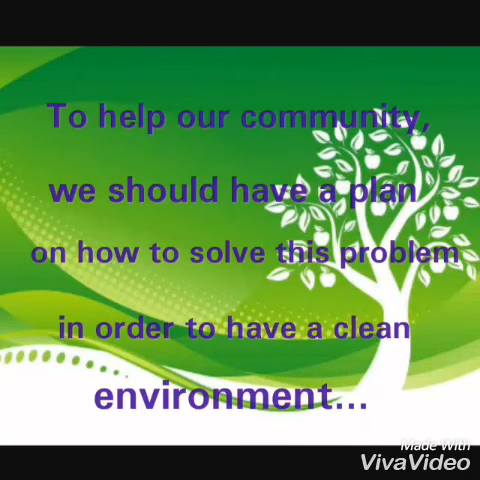 To help our community,
we should have a plan
on how to solve this problem
in order to have a clean
environment...
Made With
VivaVideo